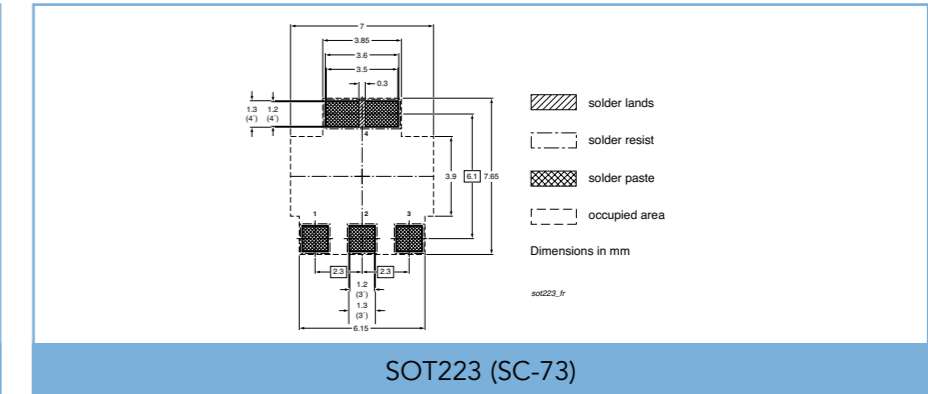 7
3.85
3.6
3.5
0.3
1.3 1.2
(4´) (4´)
4
3.9 6.1 7.65
1 2 3
2.3 2.3
1.2
(3´)
1.3
(3´)
6.15
solder lands
solder resist
solder paste
occupied area
Dimensions in mm
sot223_fr
SOT223 (SC-73)